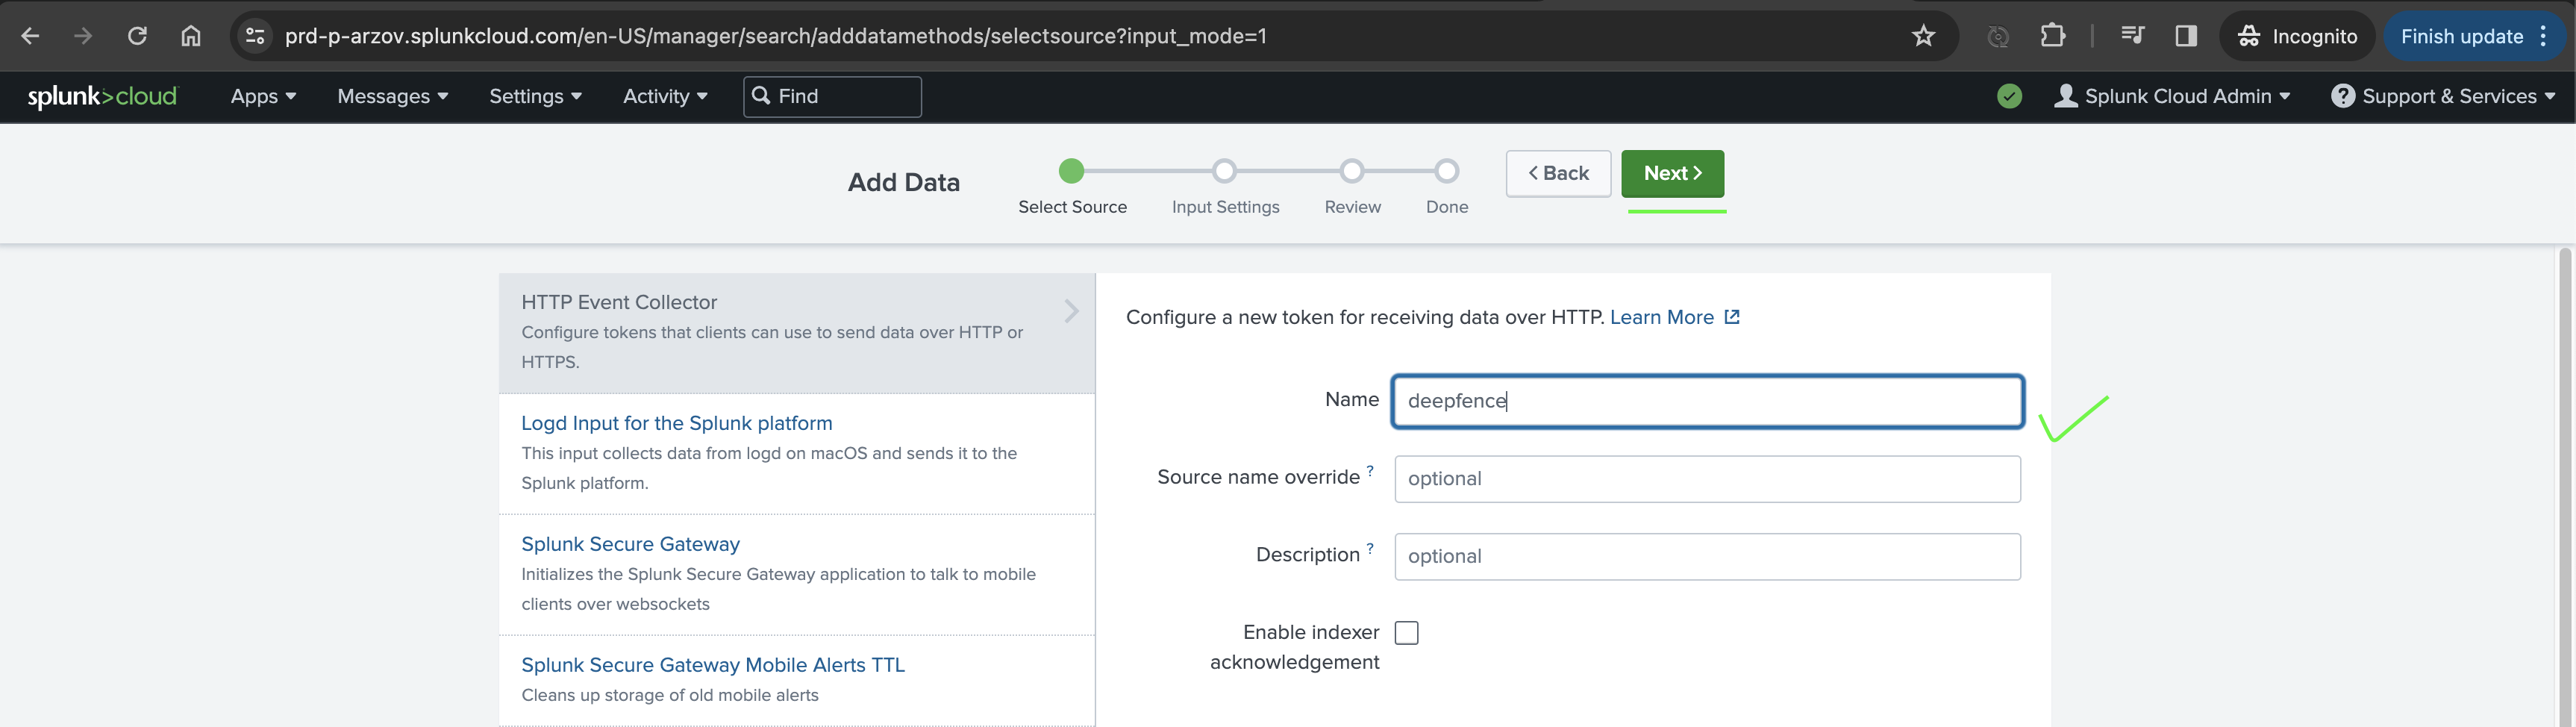 prd-p-arzov.splunkcloud.com/en-US/manager/search/adddatamethods/selectsource?input_mode=1
Incognito
Finish update
splunk>cloud
Apps
Messages
Settings
Activity
Find
Splunk Cloud Admin
? Support & Services
Add Data
Select Source
Input Settings
Review
Done
< Back
Next >
HTTP Event Collector
Configure tokens that clients can use to send data over HTTP or
HTTPS.
Logd Input for the Splunk platform
This input collects data from logd on macOS and sends it to the
Splunk platform.
Splunk Secure Gateway
Initializes the Splunk Secure Gateway application to talk to mobile
clients over websockets
Splunk Secure Gateway Mobile Alerts TTL
Cleans up storage of old mobile alerts
Configure a new token for receiving data over HTTP. Learn More
Name
deepfence
Source name override ?
optional
Description ?
optional
Enable indexer
acknowledgement